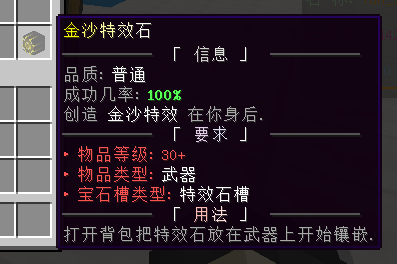 金沙特效石
「 信息 」
品质: 普通
成功几率: 100%
创造 金沙特效 在你身后.
「 要求 」
‣ 物品等级: 30+
‣ 物品类型: 武器
‣ 宝石槽类型: 特效石槽
「 用法 」
打开背包把特效石放在武器上开始镶嵌.